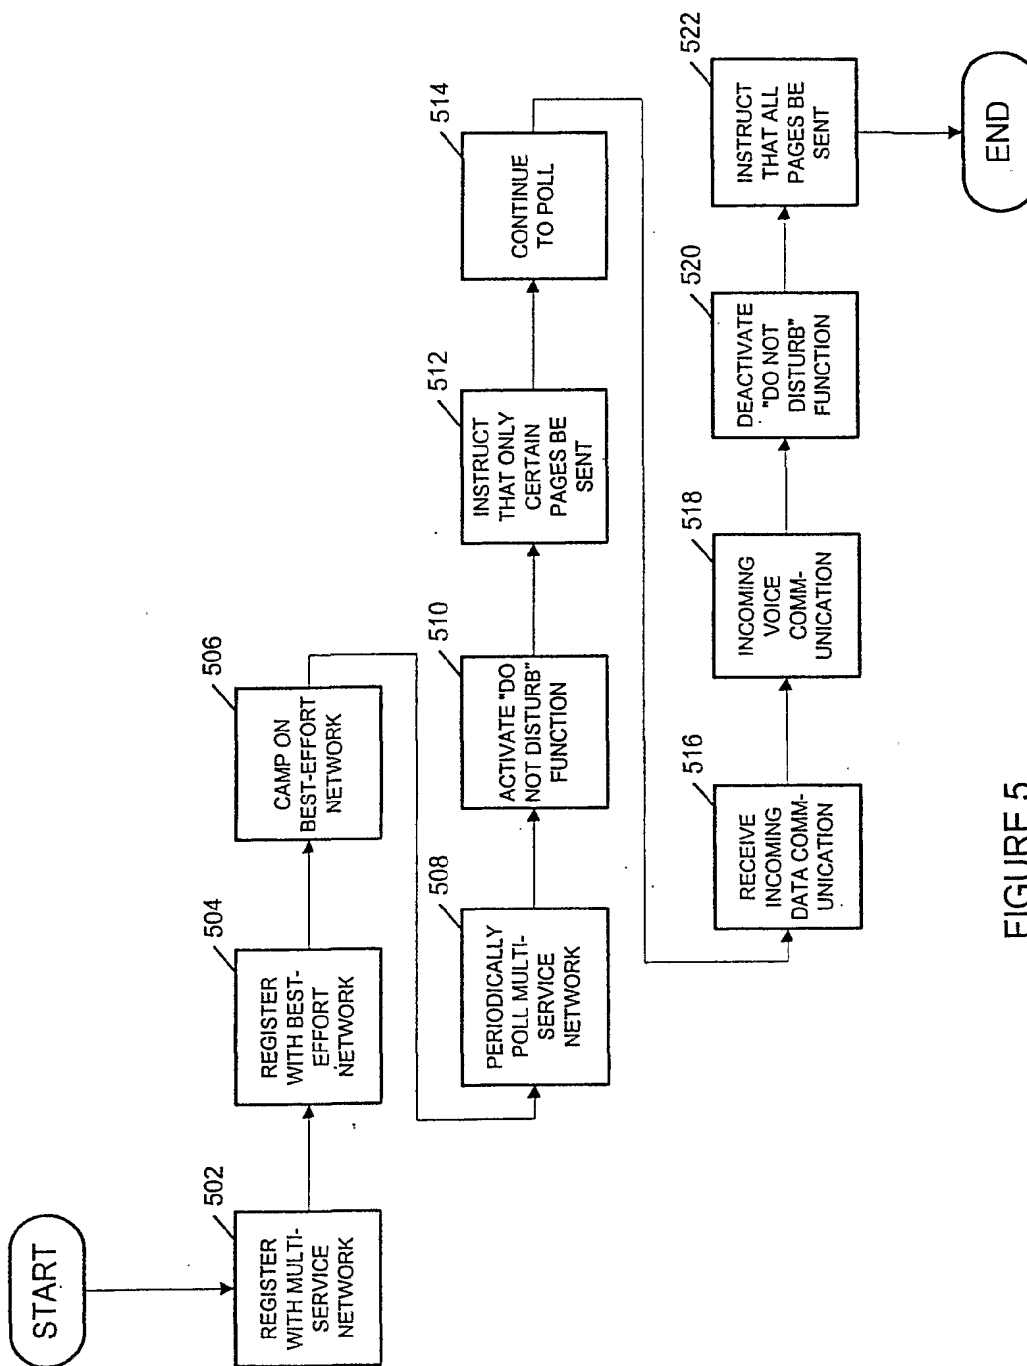 START
502
REGISTER
WITH MULTI-
SERVICE
NETWORK
504
REGISTER
WITH BEST-
EFFORT
NETWORK
506
CAMP ON
BEST-EFFORT
NETWORK
508
PERIODICALLY
POLL MULTI-
SERVICE
NETWORK
510
ACTIVATE "DO
NOT DISTURB"
FUNCTION
512
INSTRUCT
THAT ONLY
CERTAIN
PAGES BE
SENT
514
CONTINUE
TO POLL
516
RECEIVE
INCOMING
DATA COMM-
UNICATION
518
INCOMING
VOICE
COMM-
UNICATION
520
DEACTIVATE
"DO NOT
DISTURB"
FUNCTION
522
INSTRUCT
THAT ALL
PAGES BE
SENT
END
FIGURE 5